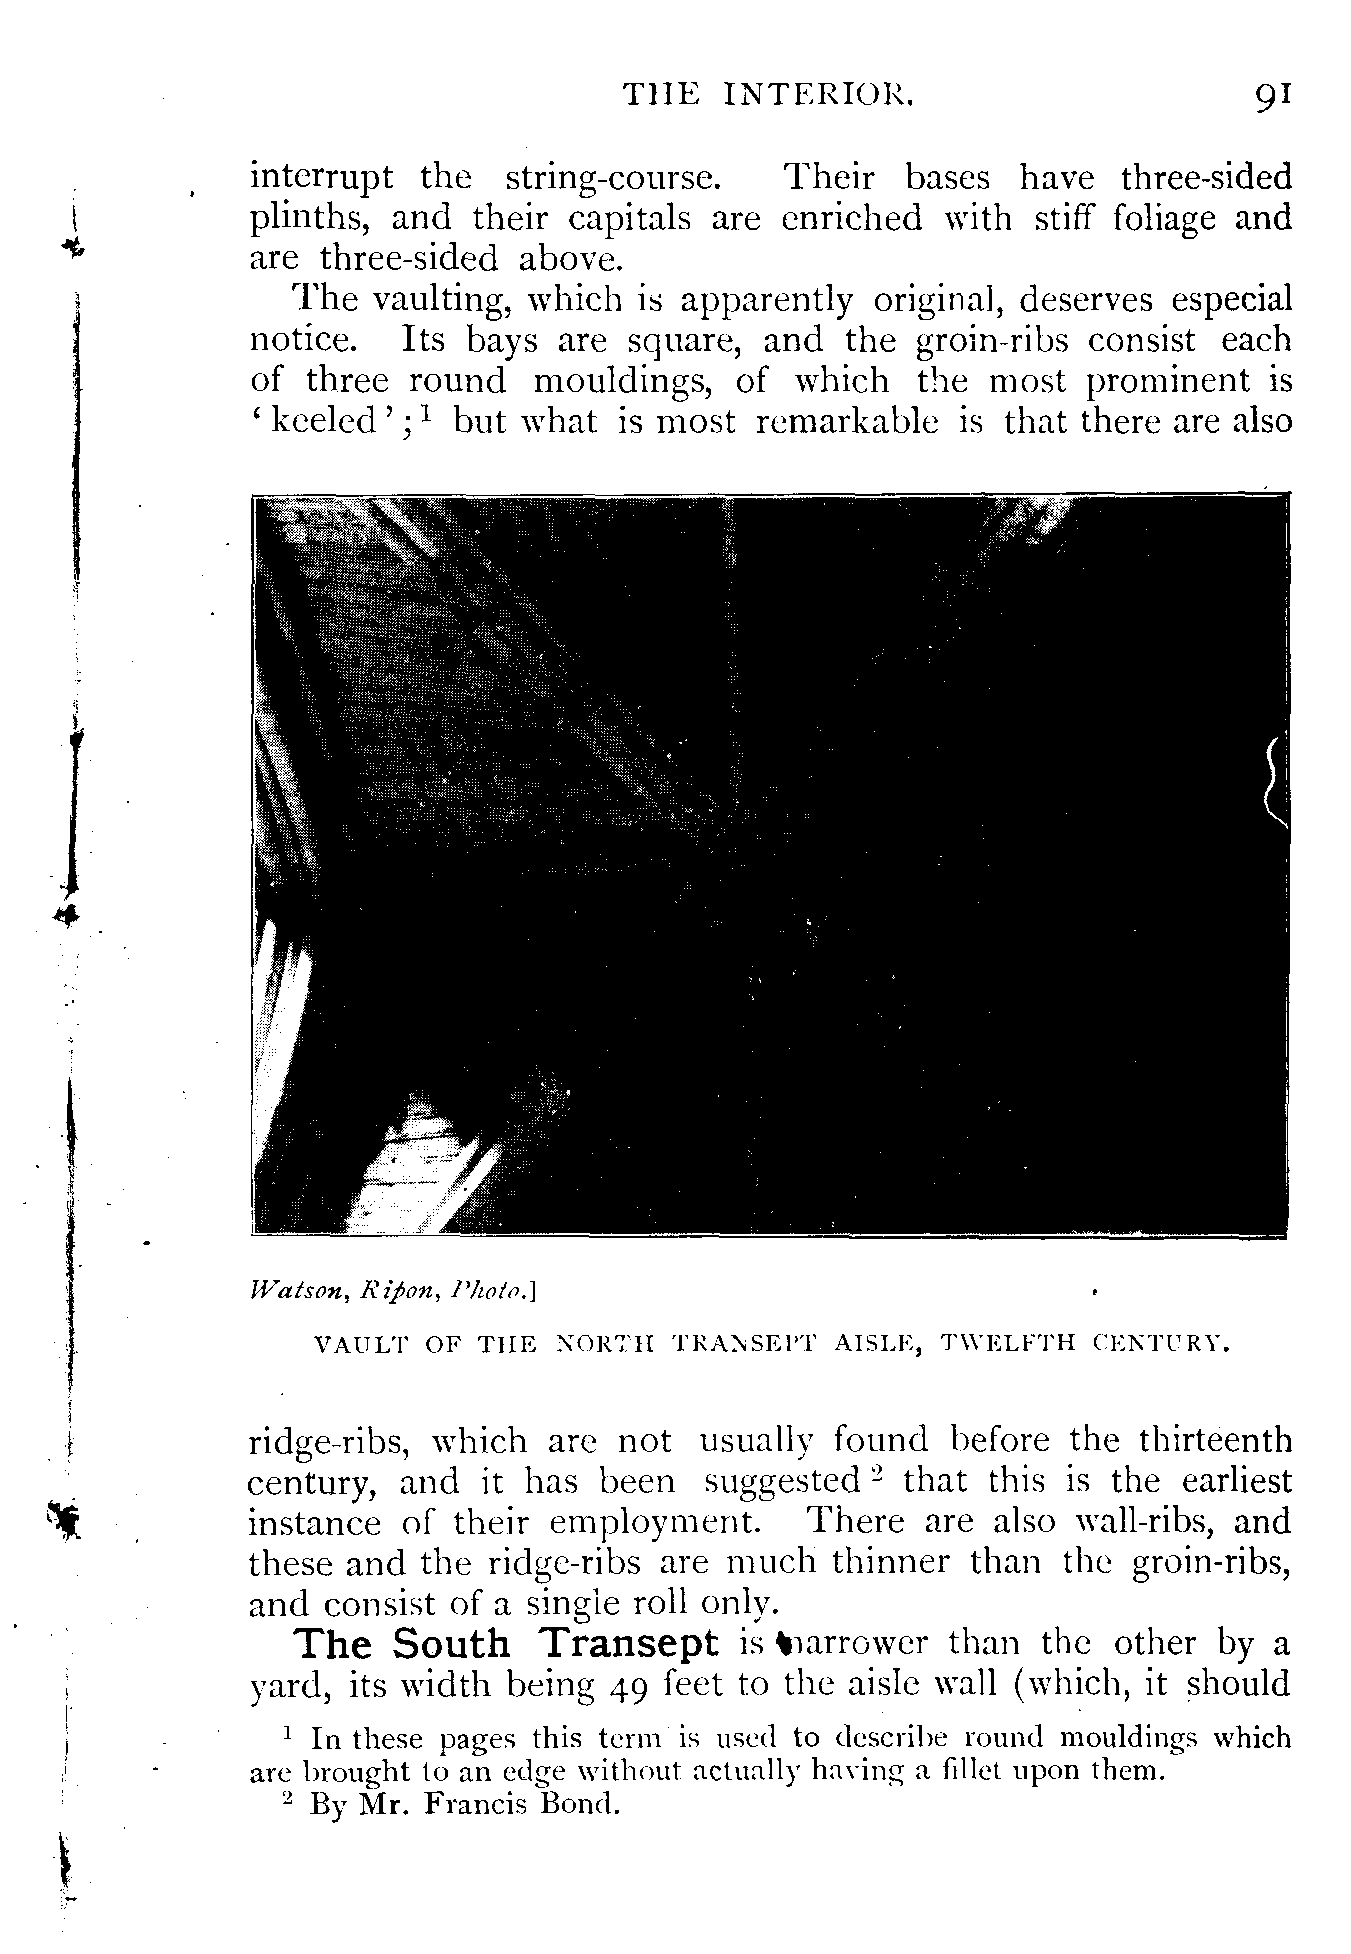 THE INTERIOR. 91
interrupt the string-course. Their bases have three-sided
plinths, and their capitals are enriched with stiff foliage and
are three-sided above.
The vaulting, which is apparently original, deserves especial
notice. Its bays are square, and the groin-ribs consist each
of three round mouldings, of which the most prominent is
‘keeled’;¹ but what is most remarkable is that there are also
Watson, Ripon, Photo.]
VAULT OF THE NORTH TRANSEPT AISLE, TWELFTH CENTURY.
ridge-ribs, which are not usually found before the thirteenth
century, and it has been suggested² that this is the earliest
instance of their employment. There are also wall-ribs, and
these and the ridge-ribs are much thinner than the groin-ribs,
and consist of a single roll only.
The South Transept is narrower than the other by a
yard, its width being 49 feet to the aisle wall (which, it should
¹ In these pages this term is used to describe round mouldings which
are brought to an edge without actually having a fillet upon them.
² By Mr. Francis Bond.